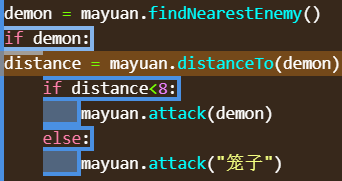 demon = mayuan.findNearestEnemy()
if demon:
distance = mayuan.distanceTo(demon)
    if distance<8:
        mayuan.attack(demon)
    else:
        mayuan.attack("笼子")